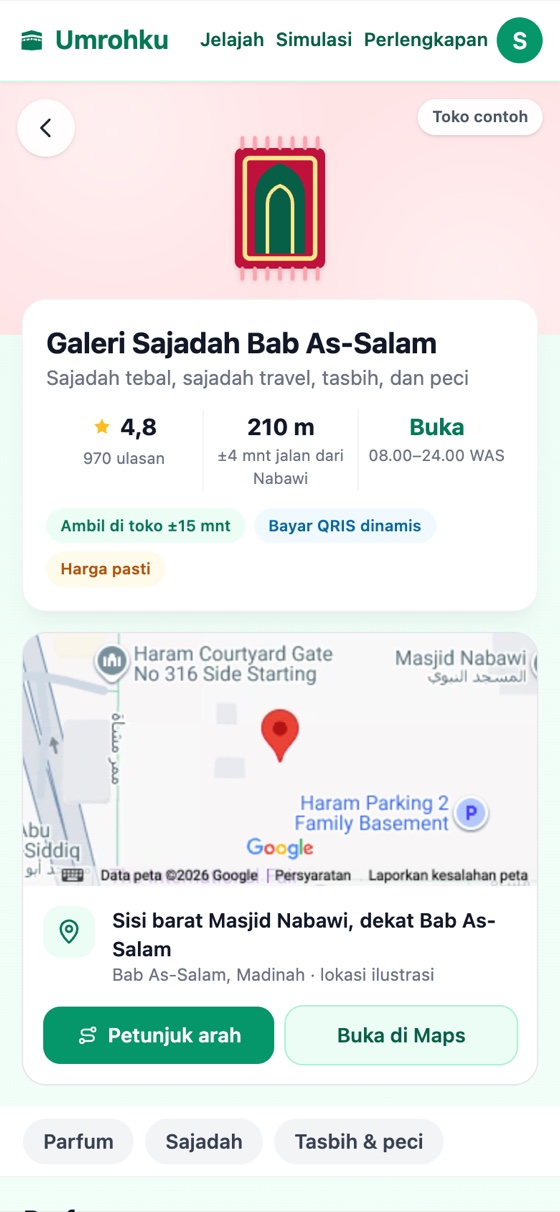 Umrohku
Jelajah Simulasi Perlengkapan S
Toko contoh
Galeri Sajadah Bab As-Salam
Sajadah tebal, sajadah travel, tasbih, dan peci
4,8
970 ulasan
210 m
±4 mnt jalan dari
Nabawi
Buka
08.00–24.00 WAS
Ambil di toko ±15 mnt
Bayar QRIS dinamis
Harga pasti
Haram Courtyard Gate
No 316 Side Starting
Masjid Nabawi
المسجد النبوي
ممر مشاة
Haram Parking 2
Family Basement
P
Siddiq
Google
Data peta ©2026 Google
Persyaratan
Laporkan kesalahan peta
Sisi barat Masjid Nabawi, dekat Bab As-
Salam
Bab As-Salam, Madinah · lokasi ilustrasi
Petunjuk arah
Buka di Maps
Parfum
Sajadah
Tasbih & peci